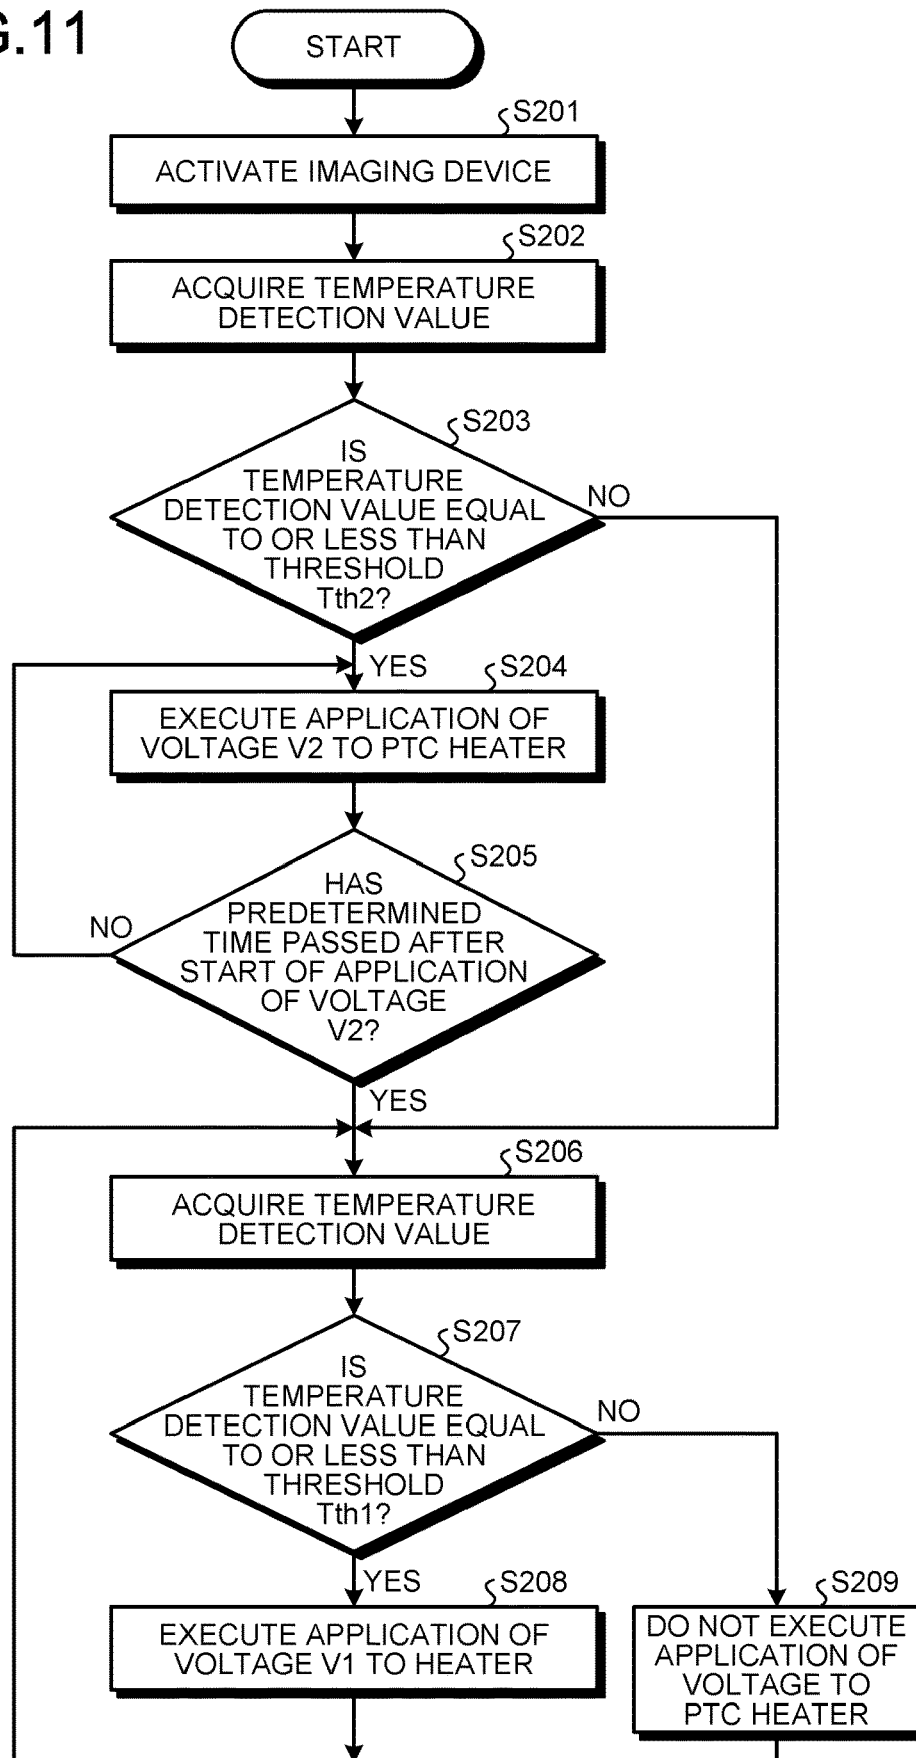 G.11
START
S201
ACTIVATE IMAGING DEVICE
S202
ACQUIRE TEMPERATURE
DETECTION VALUE
S203
IS
TEMPERATURE
DETECTION VALUE EQUAL
TO OR LESS THAN
THRESHOLD
Tth2?
NO
YES
S204
EXECUTE APPLICATION OF
VOLTAGE V2 TO PTC HEATER
S205
HAS
PREDETERMINED
TIME PASSED AFTER
START OF APPLICATION
OF VOLTAGE
V2?
NO
YES
S206
ACQUIRE TEMPERATURE
DETECTION VALUE
S207
IS
TEMPERATURE
DETECTION VALUE EQUAL
TO OR LESS THAN
THRESHOLD
Tth1?
NO
YES
S208
EXECUTE APPLICATION OF
VOLTAGE V1 TO HEATER
S209
DO NOT EXECUTE
APPLICATION OF
VOLTAGE TO
PTC HEATER